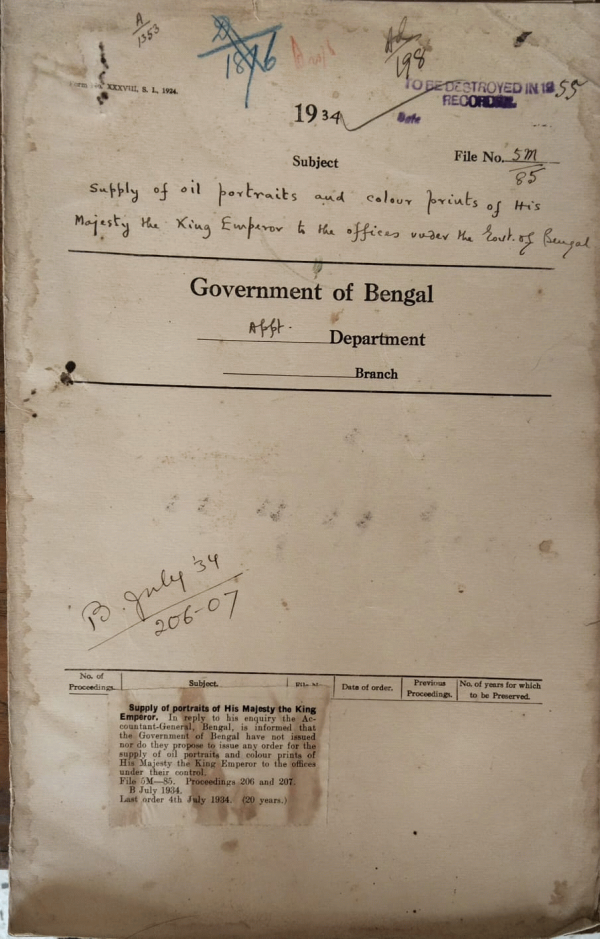 A/1353
1816
198
Form No. XXXVIII, S. I., 1924.
TO BE DESTROYED IN 1955
RECORDED.
Date
1934
Subject
File No. 5M/85
Supply of oil portraits and colour prints of His
Majesty the King Emperor to the offices under the Govt. of Bengal
Government of Bengal
Appt. Department
Branch
B. July '34
206-07
No. of Proceedings. Subject. Date of order. Previous Proceedings. No. of years for which to be Preserved.
Supply of portraits of His Majesty the King
Emperor. In reply to his enquiry the Ac-
countant-General, Bengal, is informed that
the Government of Bengal have not issued
nor do they propose to issue any order for the
supply of oil portraits and colour prints of
His Majesty the King Emperor to the offices
under their control.
File 5M—85. Proceedings 206 and 207.
B July 1934.
Last order 4th July 1934. (20 years.)